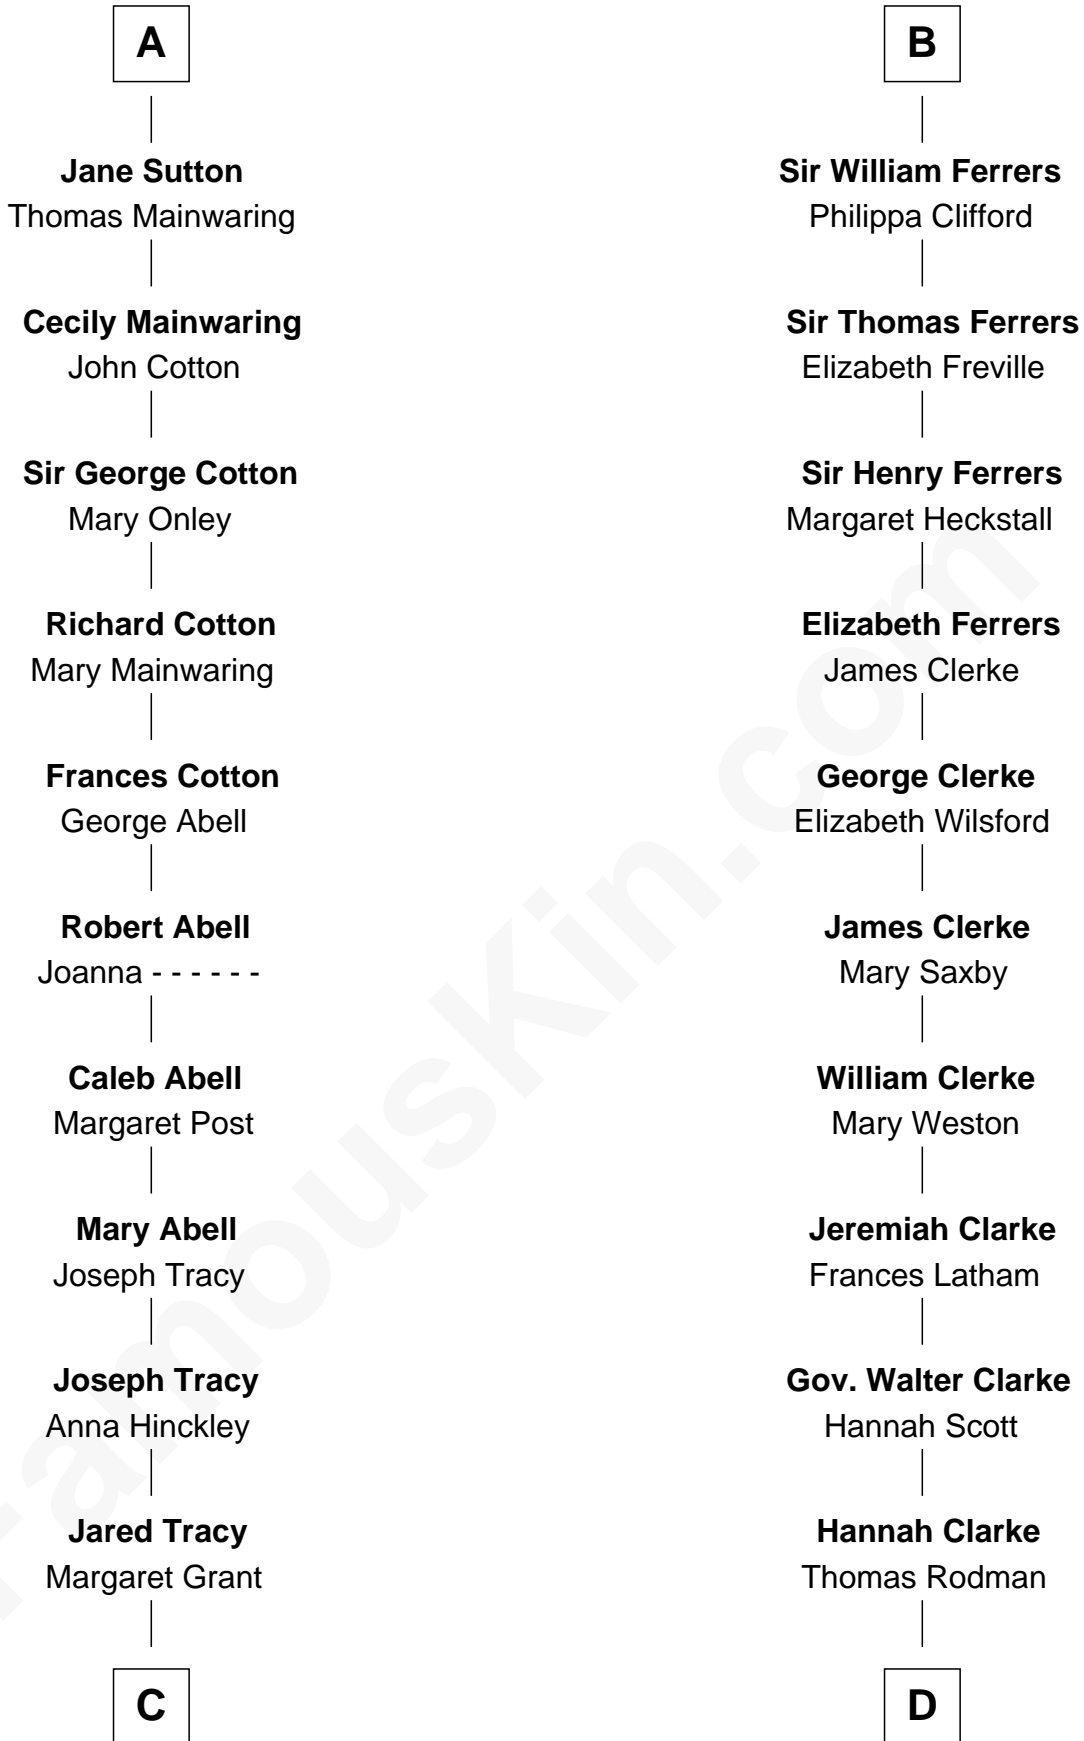 A
Jane Sutton
Thomas Mainwaring
Cecily Mainwaring
John Cotton
Sir George Cotton
Mary Onley
Richard Cotton
Mary Mainwaring
Frances Cotton
George Abell
Robert Abell
Joanna - - - - - -
Caleb Abell
Margaret Post
Mary Abell
Joseph Tracy
Joseph Tracy
Anna Hinckley
Jared Tracy
Margaret Grant
C
B
Sir William Ferrers
Philippa Clifford
Sir Thomas Ferrers
Elizabeth Freville
Sir Henry Ferrers
Margaret Heckstall
Elizabeth Ferrers
James Clerke
George Clerke
Elizabeth Wilsford
James Clerke
Mary Saxby
William Clerke
Mary Weston
Jeremiah Clarke
Frances Latham
Gov. Walter Clarke
Hannah Scott
Hannah Clarke
Thomas Rodman
D
FamousKin.com